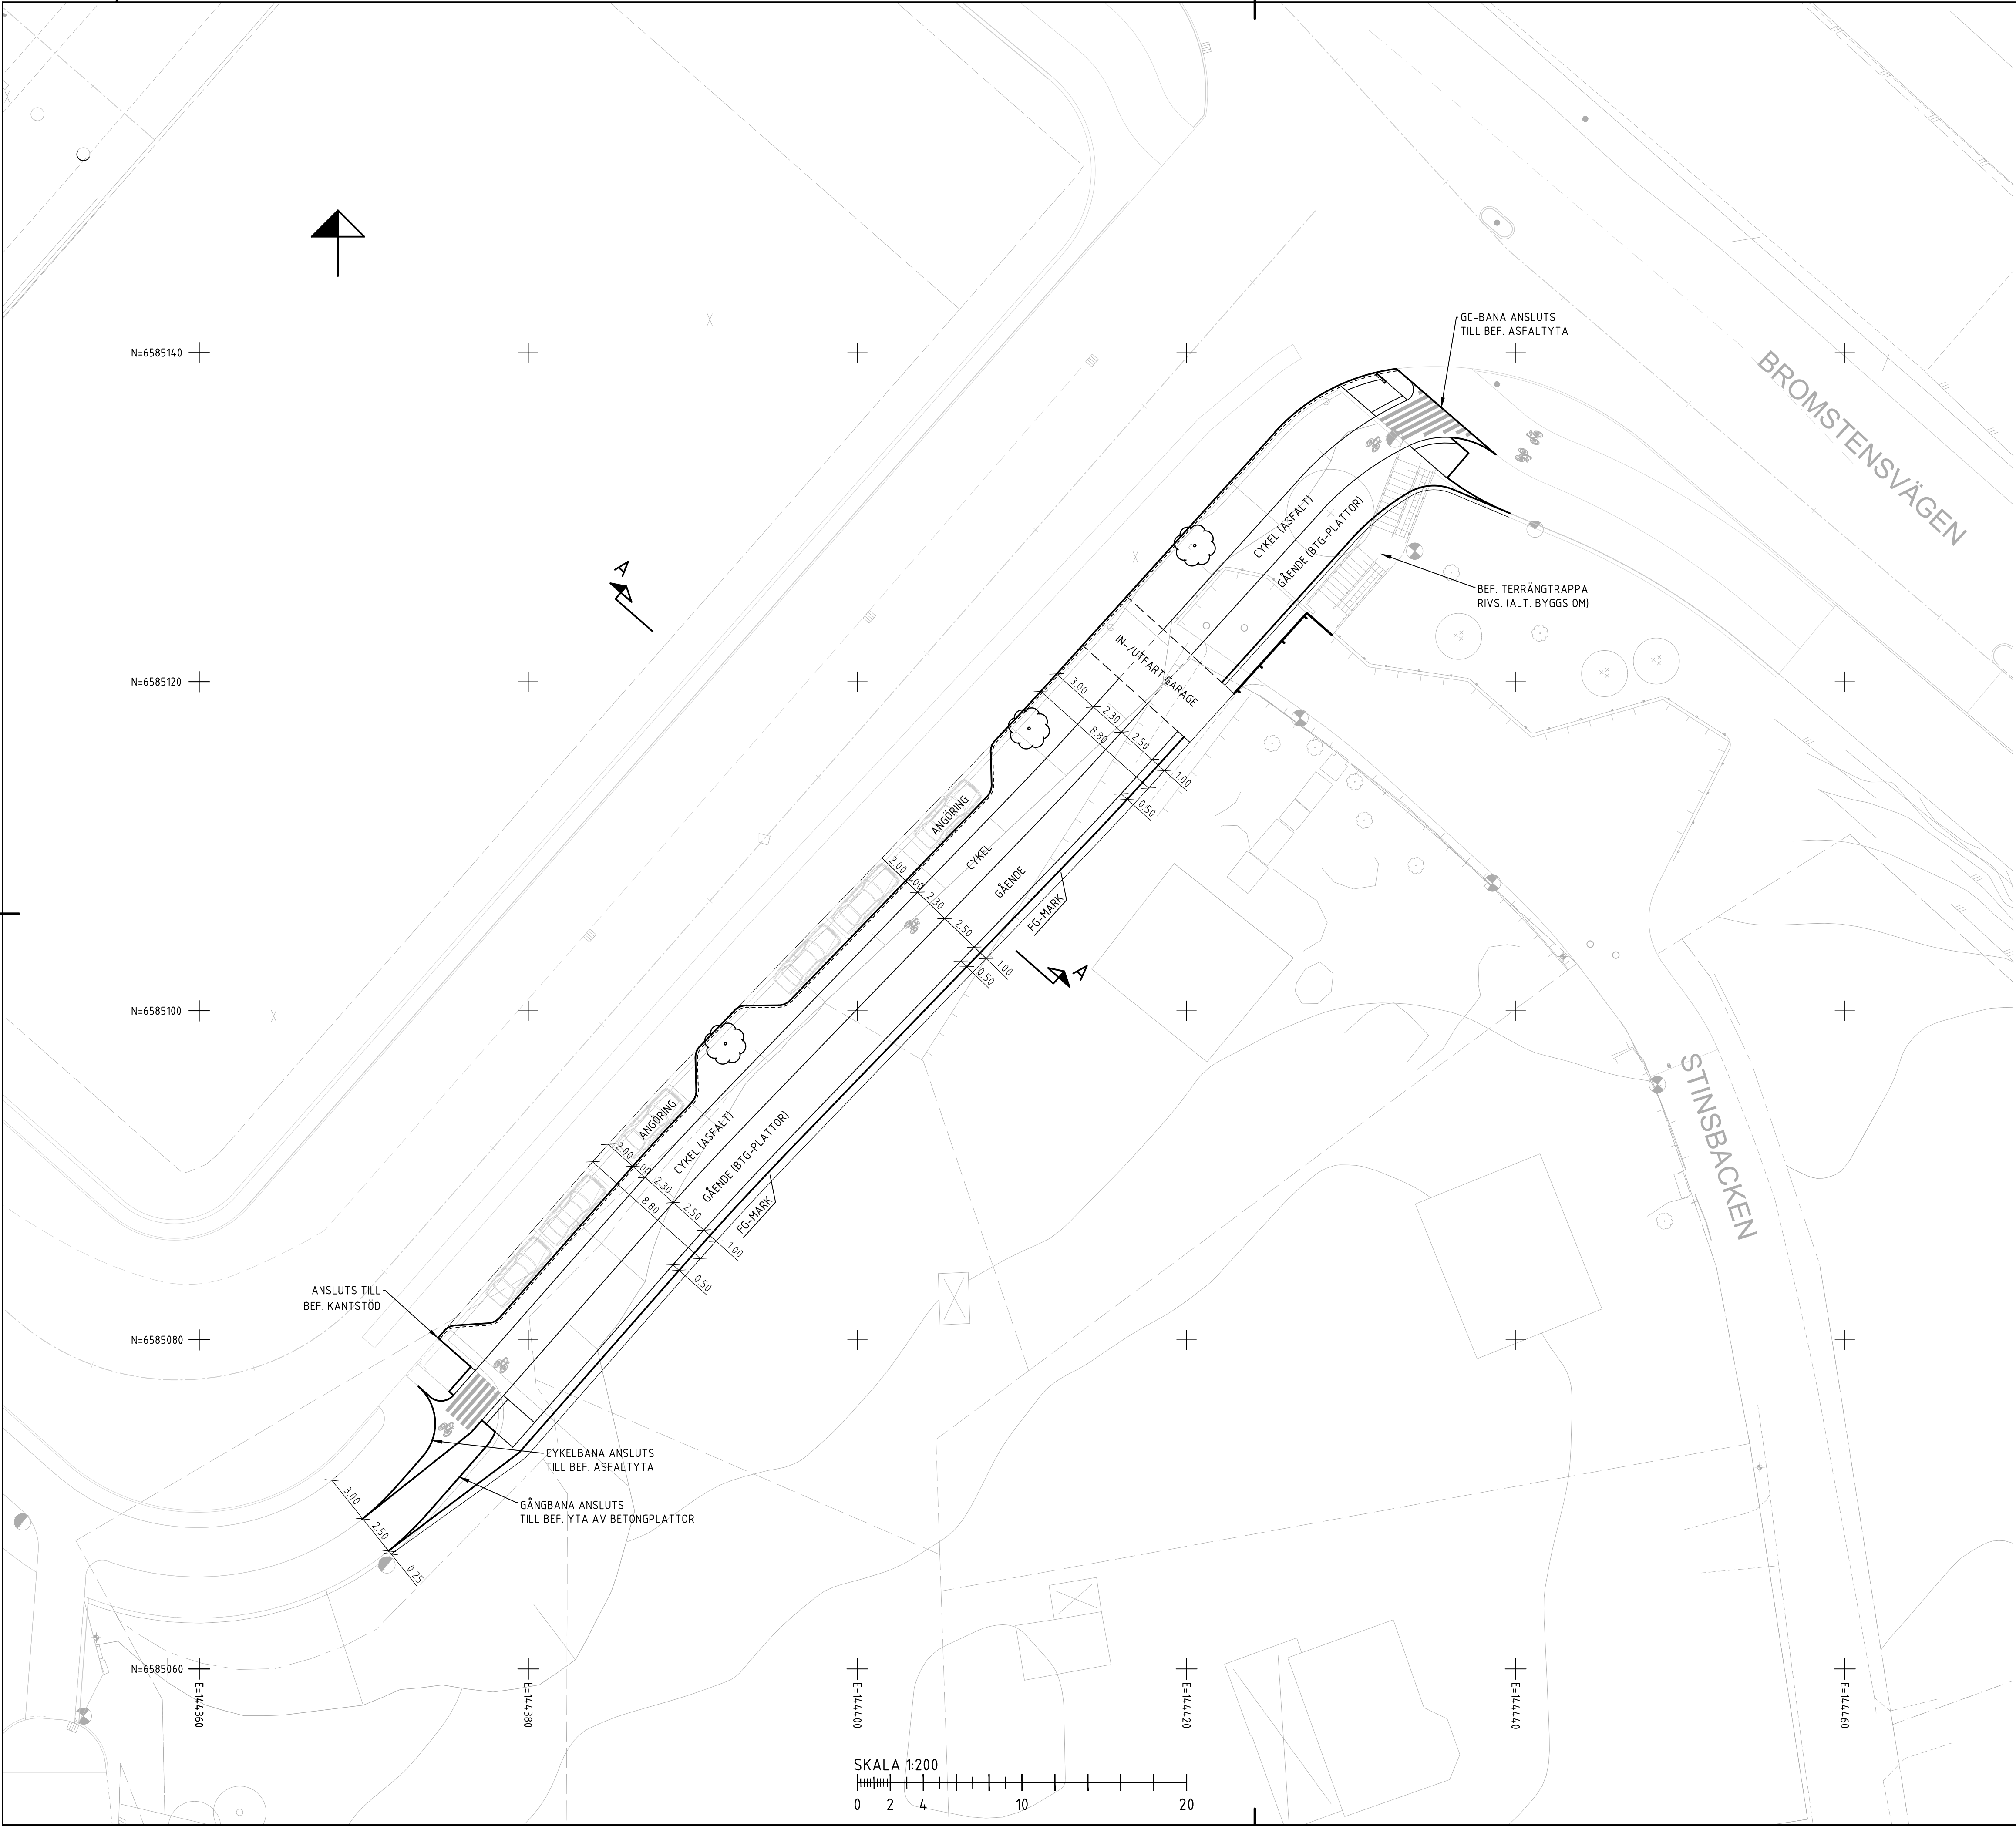 GC-BANA ANSLUTS
TILL BEF. ASFALTYTA
N=6585140
BROMSTENSVÄGEN
CYKEL (ASFALT)
GÅENDE (BTG-PLATTOR)
A
BEF. TERRÄNGTRAPPA
RIVS. (ALT. BYGGS OM)
IN-/UTFART GARAGE
N=6585120
3.00
2.30
8.80
2.50
1.00
0.50
ANGÖRING
CYKEL
GÅENDE
2.00
2.30
2.50
1.00
0.50
FG-MARK
A
N=6585100
STINSBACKEN
ANGÖRING
CYKEL (ASFALT)
GÅENDE (BTG-PLATTOR)
2.00
2.30
8.80
2.50
1.00
0.50
FG-MARK
ANSLUTS TILL
BEF. KANTSTÖD
N=6585080
CYKELBANA ANSLUTS
TILL BEF. ASFALTYTA
GÅNGBANA ANSLUTS
TILL BEF. YTA AV BETONGPLATTOR
3.00
2.50
0.25
N=6585060
E=144360
E=144380
E=144400
E=144420
E=144440
E=144460
SKALA 1:200
0 2 4 10 20